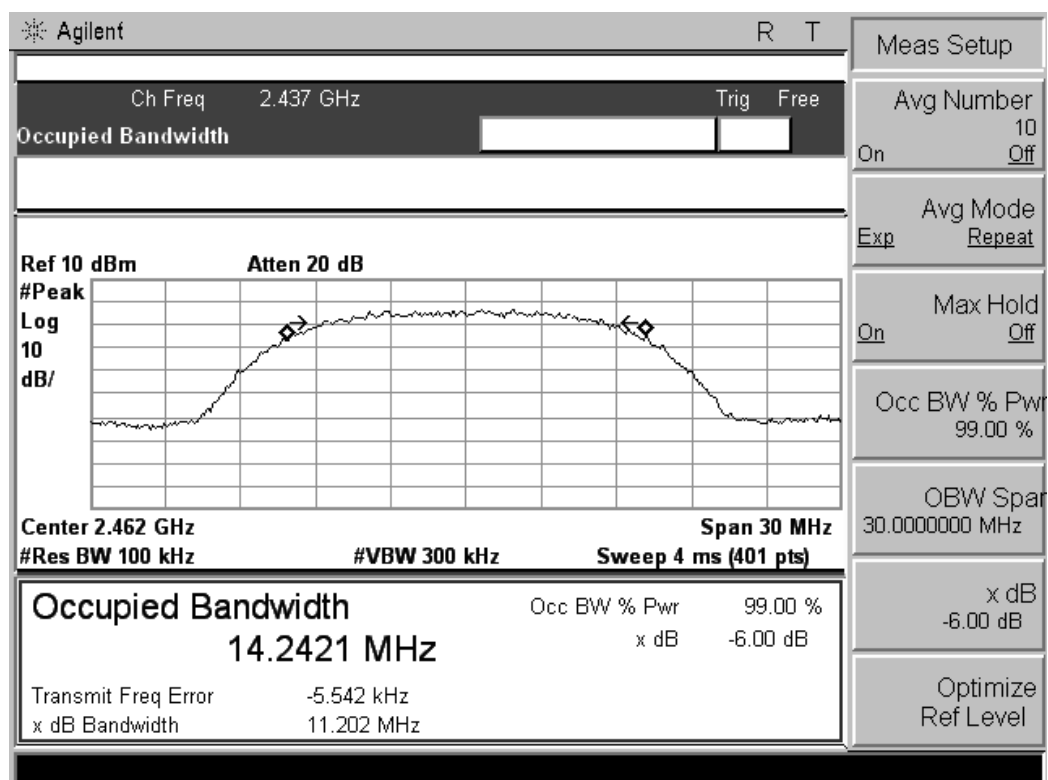 Agilent R T
Ch Freq 2.437 GHz Trig Free
Occupied Bandwidth
Ref 10 dBm Atten 20 dB
#Peak
Log
10
dB/
Center 2.462 GHz Span 30 MHz
#Res BW 100 kHz #VBW 300 kHz Sweep 4 ms (401 pts)
Occupied Bandwidth
14.2421 MHz
Occ BW % Pwr 99.00 %
x dB -6.00 dB
Transmit Freq Error -5.542 kHz
x dB Bandwidth 11.202 MHz
Meas Setup
Avg Number
10
On Off
Avg Mode
Exp Repeat
Max Hold
On Off
Occ BW % Pwr
99.00 %
OBW Span
30.0000000 MHz
x dB
-6.00 dB
Optimize
Ref Level